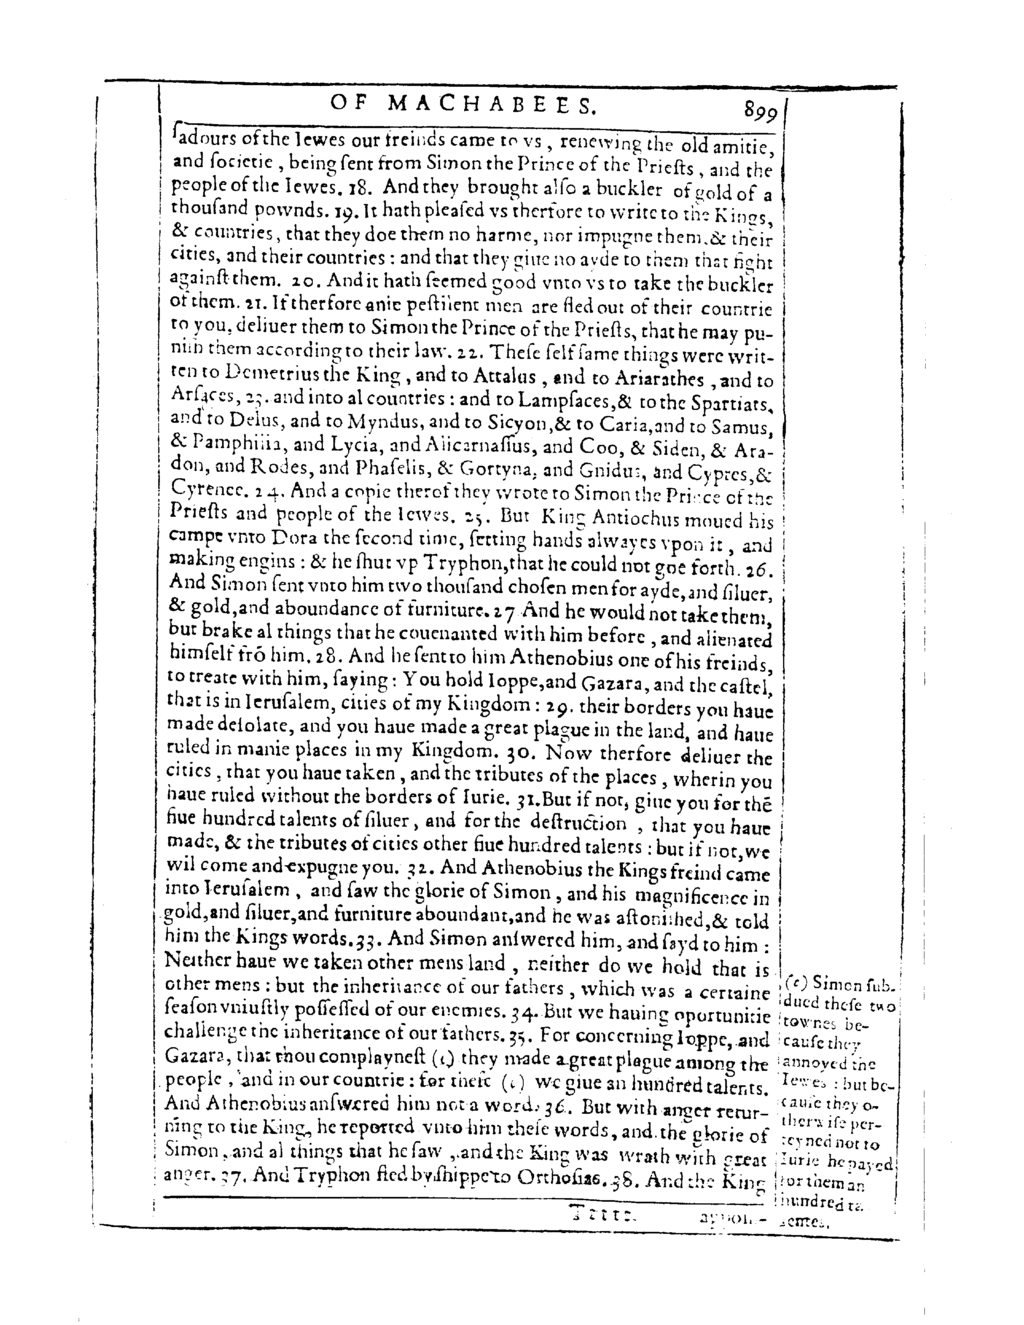 OF MACHABEES. 899
ſadours of the Iewes our freinds came to vs, renewing the old amitie,
and ſocietie, being ſent from Simon the Prince of the Prieſts, and the
people of the Iewes. 18. And they brought alſo a buckler of gold of a
thouſand pownds. 19. It hath pleaſed vs therfore to write to the Kings,
& countries, that they doe them no harme, nor impugne them, & their
cities, and their countries: and that they giue no ayde to them that fight
againſt them. 20. And it hath ſeemed good vnto vs to take the buckler
of them. 21. If therfore anie peſtilent men are fled out of their countrie
to you, deliuer them to Simon the Prince of the Prieſts, that he may pu-
niſh them according to their law. 22. Theſe ſelf ſame things were writ-
ten to Demetrius the King, and to Attalus, and to Ariarathes, and to
Arſaces, 23. and into al countries: and to Lampſaces, & to the Spartiats,
and to Delus, and to Myndus, and to Sicyon, & to Caria, and to Samus,
& Pamphilia, and Lycia, and Alicarnaſſus, and Coo, & Siden, & Ara-
don, and Rodes, and Phaſelis, & Gortyna, and Gnidus, and Cypres, &
Cyrenee. 24. And a copie therof they wrote to Simon the Prince of the
Prieſts and people of the Iewes. 25. But King Antiochus moued his
campe vnto Dora the ſecond time, ſetting hands alwayes vpon it, and
making engins: & he ſhut vp Tryphon, that he could not goe forth. 26.
And Simon ſent vnto him two thouſand choſen men for ayde, and ſiluer,
& gold, and aboundance of furniture. 27 And he would not take them,
but brake al things that he couenanted with him before, and alienated
himſelf frõ him. 28. And he ſent to him Athenobius one of his freinds,
to treate with him, ſaying: You hold Ioppe, and Gazara, and the caſtel,
that is in Ieruſalem, cities of my Kingdom: 29. their borders you haue
made deſolate, and you haue made a great plague in the land, and haue
ruled in manie places in my Kingdom. 30. Now therfore deliuer the
cities, that you haue taken, and the tributes of the places, wherin you
haue ruled without the borders of Iurie. 31. But if not, giue you for thẽ
fiue hundred talents of ſiluer, and for the deſtruction, that you haue
made, & the tributes of cities other fiue hundred talents: but if not, we
wil come and expugne you. 32. And Athenobius the Kings freind came
into Ieruſalem, and ſaw the glorie of Simon, and his magnificence in
gold, and ſiluer, and furniture aboundant, and he was aſtoniſhed, & told
him the Kings words. 33. And Simon anſwered him, and ſayd to him:
Neither haue we taken other mens land, neither do we hold that is
other mens: but the inheritance of our fathers, which was a certaine
ſeaſon vniuſtly poſſeſſed of our enemies. 34. But we hauing oportunitie
challenge the inheritance of our fathers. 35. For concerning Ioppe, and
Gazara, that thou complayneſt (c) they made a great plague among the
people, and in our countrie: for theſe (c) we giue an hundred talents.
And Athenobius anſwered him not a word. 36. But with anger retur-
ning to the King, he reported vnto him theſe words, and the glorie of
Simon, and al things that he ſaw, and the King was wrath with great
anger. 37. And Tryphon fled by ſhippe to Orthoſias. 38. And the King
(c) Simon ſub-
dued theſe two
townes be-
cauſe they
annoyed the
Iewes: but be-
cauſe they o-
therwiſe per-
teyned not to
Iurie he payed
for them an
hundred ta-
lentes.
Tttt